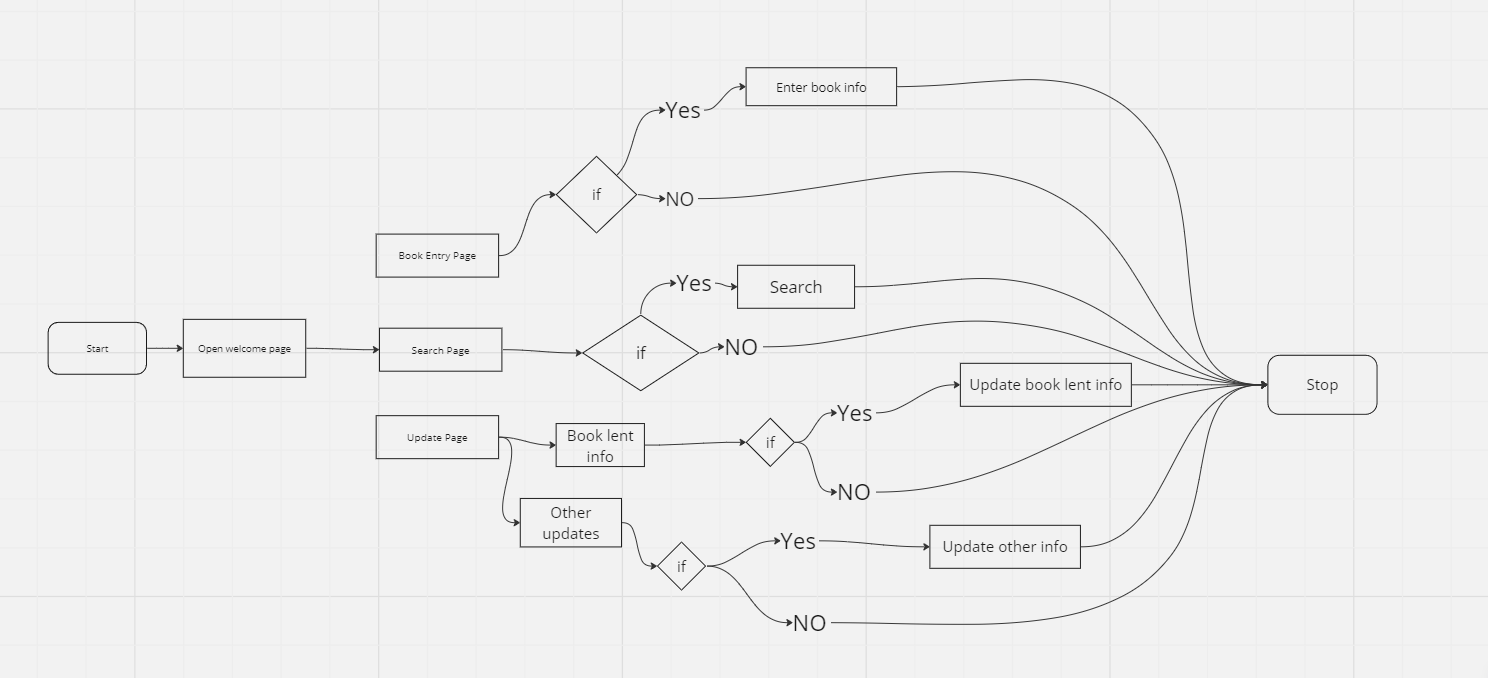 Enter book info
Yes
if
NO
Book Entry Page
Yes
Search
Start
Open welcome page
Search Page
if
NO
Update book lent info
Stop
Yes
Update Page
Book lent
info
if
NO
Other
updates
Yes
Update other info
if
NO